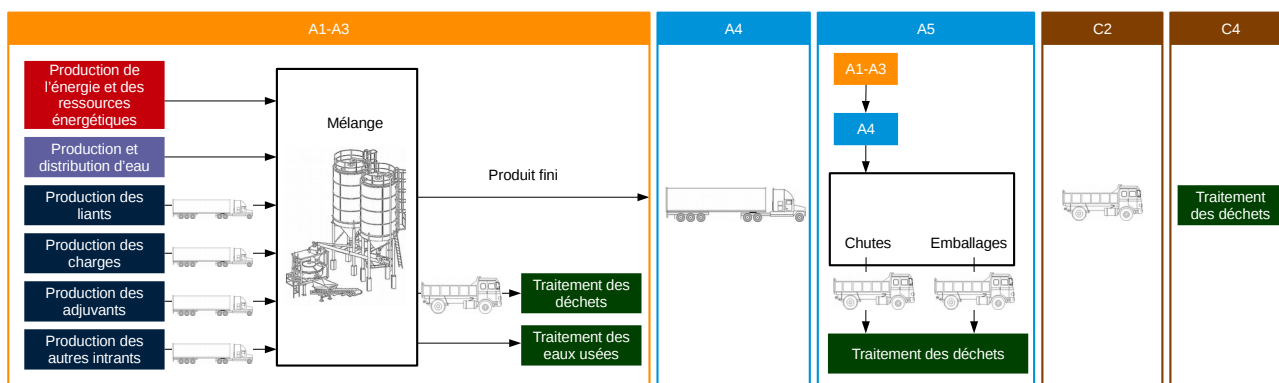 A1-A3
A4
A5
C2
C4
Production de
l'énergie et des
ressources
énergétiques
Production et
distribution d'eau
Production des
liants
Production des
charges
Production des
adjuvants
Production des
autres intrants
Mélange
Produit fini
Traitement des
déchets
Traitement des
eaux usées
A1-A3
A4
Chutes
Emballages
Traitement des déchets
Traitement
des déchets